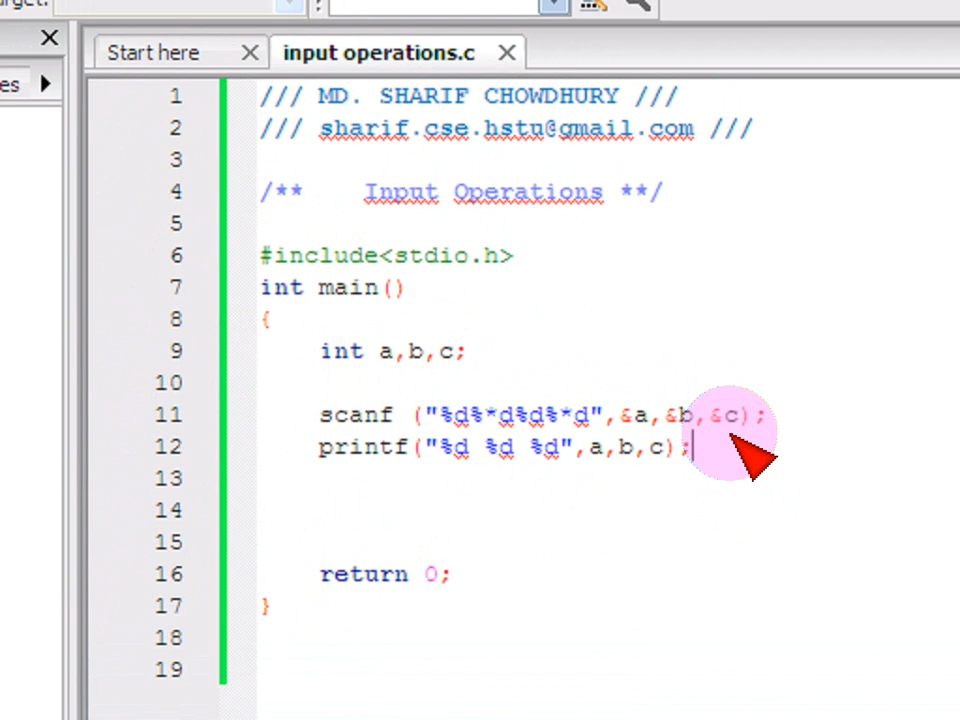 arget:
Start here
input operations.c
es
1 /// MD. SHARIF CHOWDHURY ///
2 /// sharif.cse.hstu@gmail.com ///
3
4 /** Input Operations **/
5
6 #include<stdio.h>
7 int main()
8 {
9 int a,b,c;
10
11 scanf ("%d%*d%d%*d",&a,&b,&c);
12 printf("%d %d %d",a,b,c);
13
14
15
16 return 0;
17 }
18
19